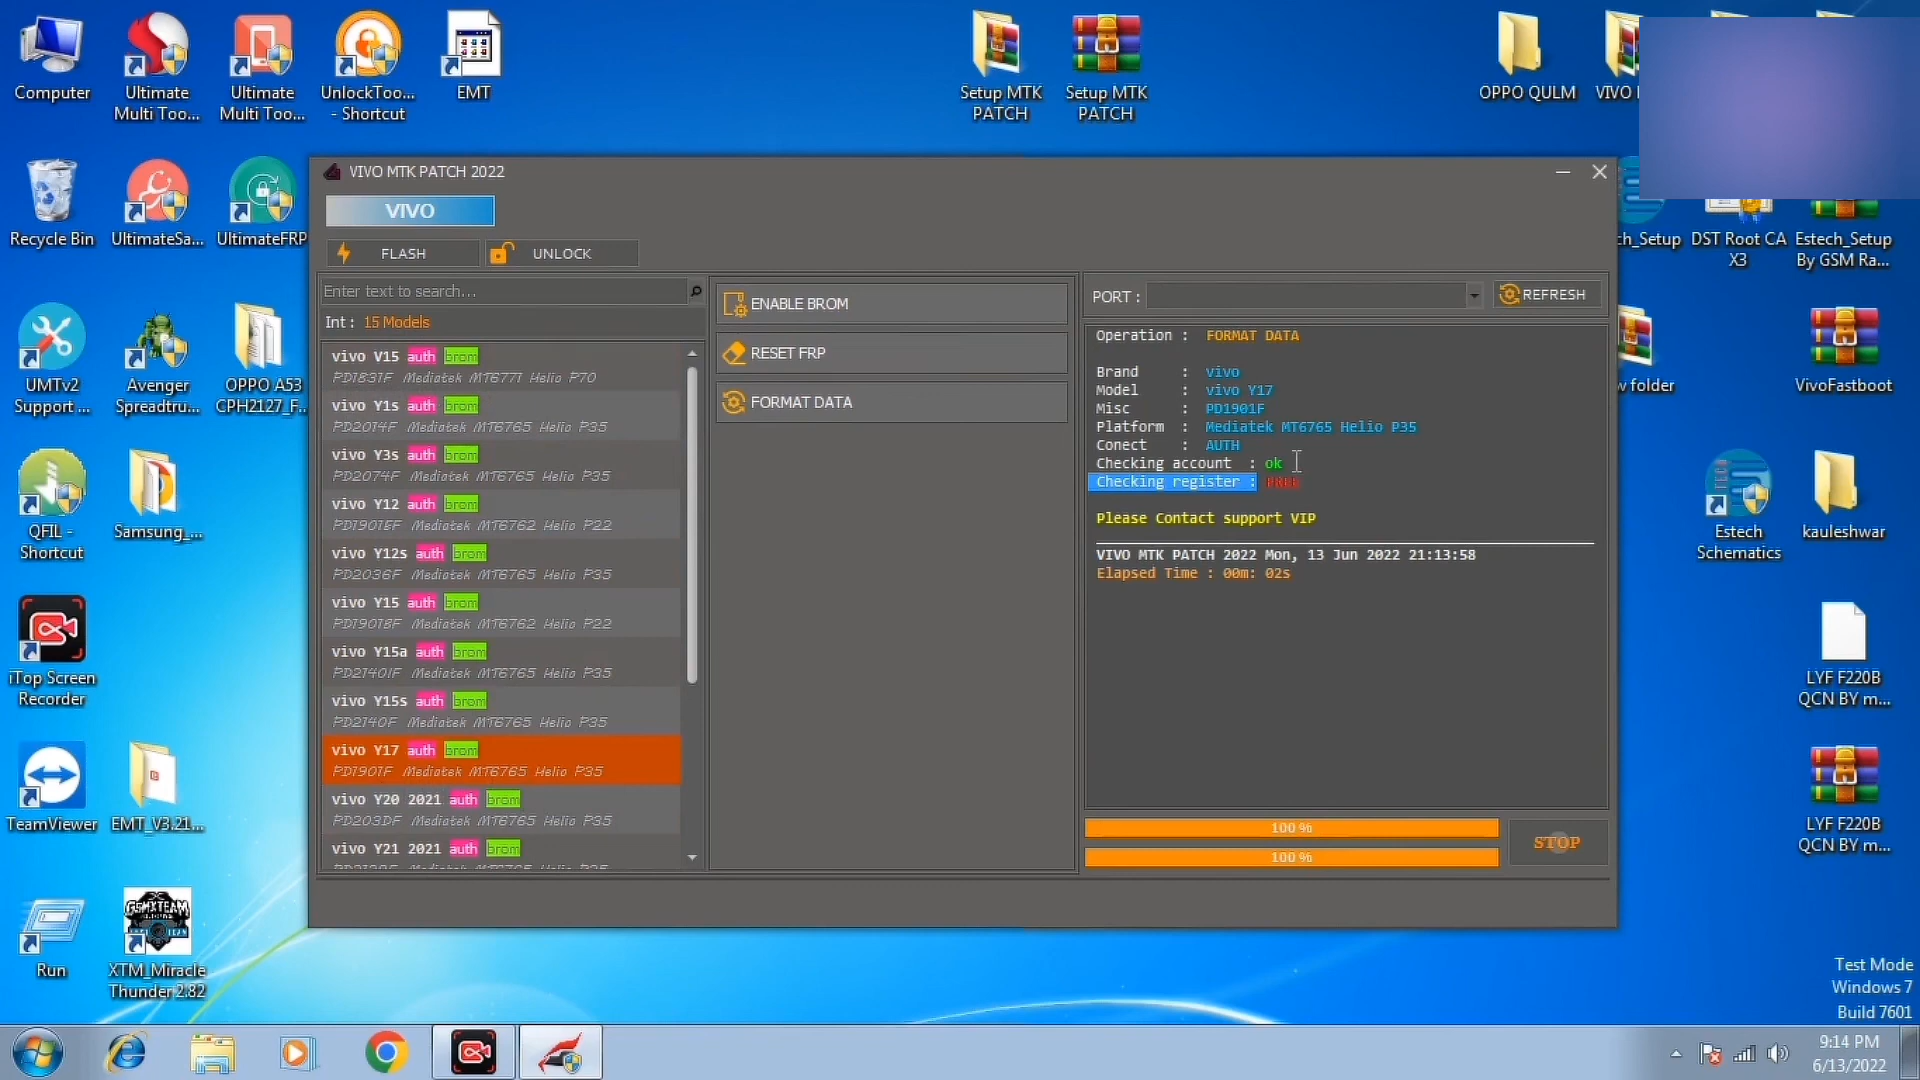 Computer
Ultimate
Multi Too...
Ultimate
Multi Too...
UnlockToo...
- Shortcut
EMT
Setup MTK
PATCH
Setup MTK
PATCH
OPPO QULM
VIVO
Recycle Bin
UltimateSa...
UltimateFRP
ch_Setup
DST Root CA
X3
Estech_Setup
By GSM Ra...
UMTv2
Support ...
Avenger
Spreadtru...
OPPO A53
CPH2127_F...
w folder
VivoFastboot
QFIL -
Shortcut
Samsung_...
Estech
Schematics
kauleshwar
iTop Screen
Recorder
LYF F220B
QCN BY m...
TeamViewer
EMT_V3.21...
LYF F220B
QCN BY m...
Run
XTM_Miracle
Thunder 2.82
VIVO MTK PATCH 2022
VIVO
FLASH
UNLOCK
Enter text to search...
Int : 15 Models
vivo V15 auth brom
PD1831F Mediatek MT6771 Helio P70
vivo Y1s auth brom
PD2014F Mediatek MT6765 Helio P35
vivo Y3s auth brom
PD2074F Mediatek MT6765 Helio P35
vivo Y12 auth brom
Mediatek MT6762 Helio P22
vivo Y12s auth brom
PD2036F Mediatek MT6765 Helio P35
vivo Y15 auth brom
Mediatek MT6762 Helio P22
vivo Y15a auth brom
PD2140IF Mediatek MT6765 Helio P35
vivo Y15s auth brom
PD2140F Mediatek MT6765 Helio P35
vivo Y17 auth brom
PD1901F Mediatek MT6765 Helio P35
vivo Y20 2021 auth brom
PD203DF Mediatek MT6765 Helio P35
vivo Y21 2021 auth brom
ENABLE BROM
RESET FRP
FORMAT DATA
PORT :
REFRESH
Operation : FORMAT DATA
Brand : vivo
Model : vivo Y17
Misc : PD1901F
Platform : Mediatek MT6765 Helio P35
Conect : AUTH
Checking account : ok
Checking register : FREE
Please Contact support VIP
VIVO MTK PATCH 2022 Mon, 13 Jun 2022 21:13:58
Elapsed Time : 00m: 02s
100 %
100 %
STOP
Test Mode
Windows 7
Build 7601
9:14 PM
6/13/2022